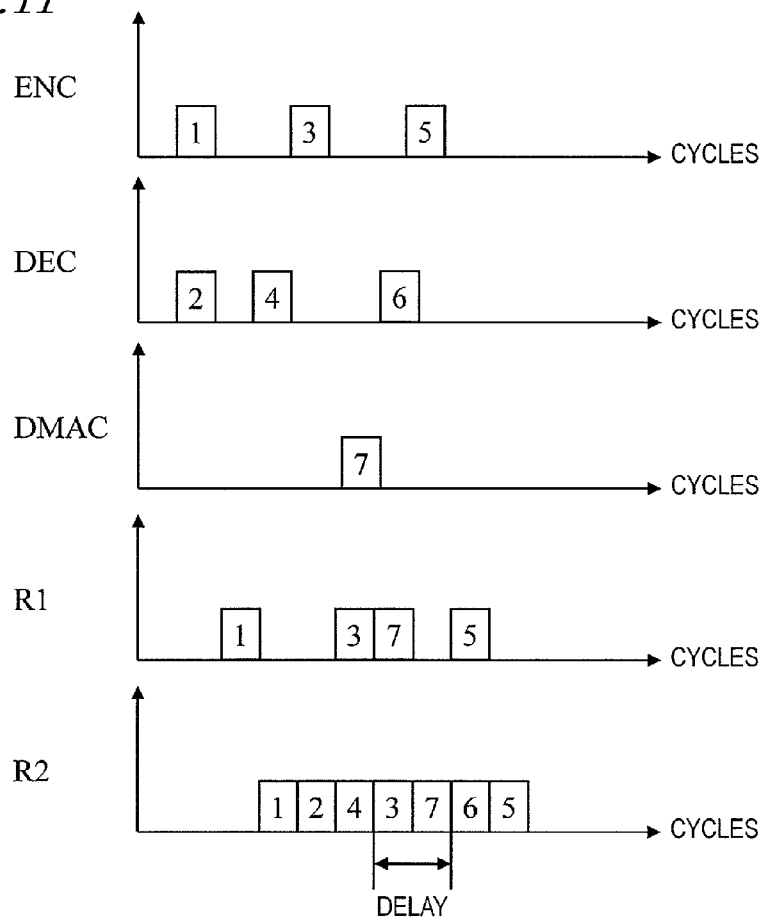 ENC
1 3 5
CYCLES
DEC
2 4 6
CYCLES
DMAC
7
CYCLES
R1
1 3 7 5
CYCLES
R2
1 2 4 3 7 6 5
CYCLES
DELAY